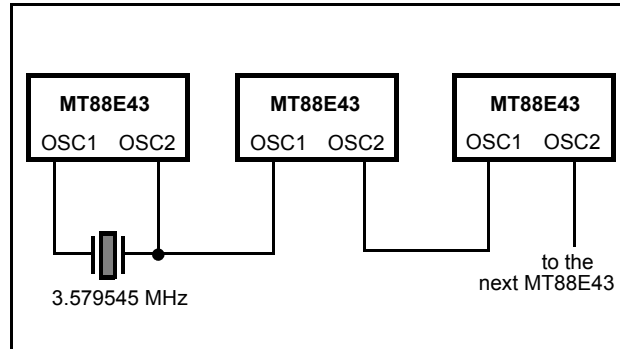 MT88E43 MT88E43 MT88E43
OSC1 OSC2 OSC1 OSC2 OSC1 OSC2
3.579545 MHz
to the
next MT88E43